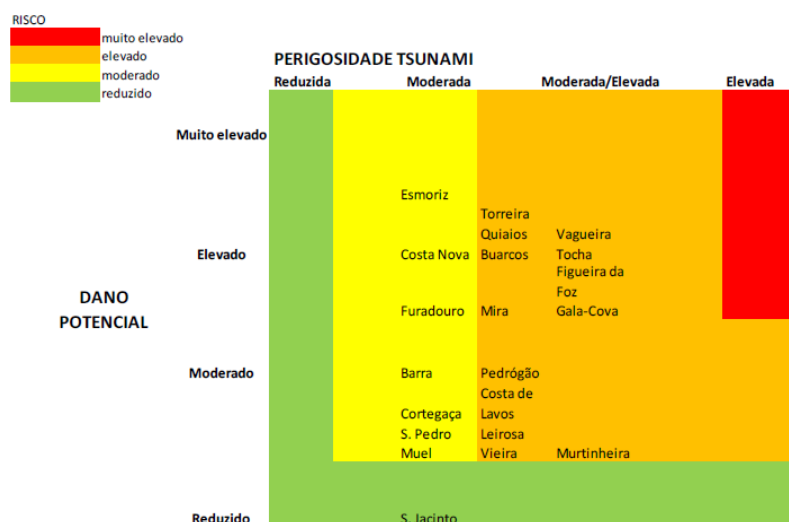 RISCO
muito elevado
elevado
moderado
reduzido
PERIGOSIDADE TSUNAMI
Reduzida Moderada Moderada/Elevada Elevada
Muito elevado
Esmoriz
Torreira
Quiaios Vagueira
Elevado Costa Nova Buarcos Tocha
Figueira da
DANO Foz
POTENCIAL Furadouro Mira Gala-Cova
Moderado Barra Pedrógão
Costa de
Cortegaça Lavos
S. Pedro Leirosa
Muel Vieira Murtinheira
Reduzido S. Jacinto